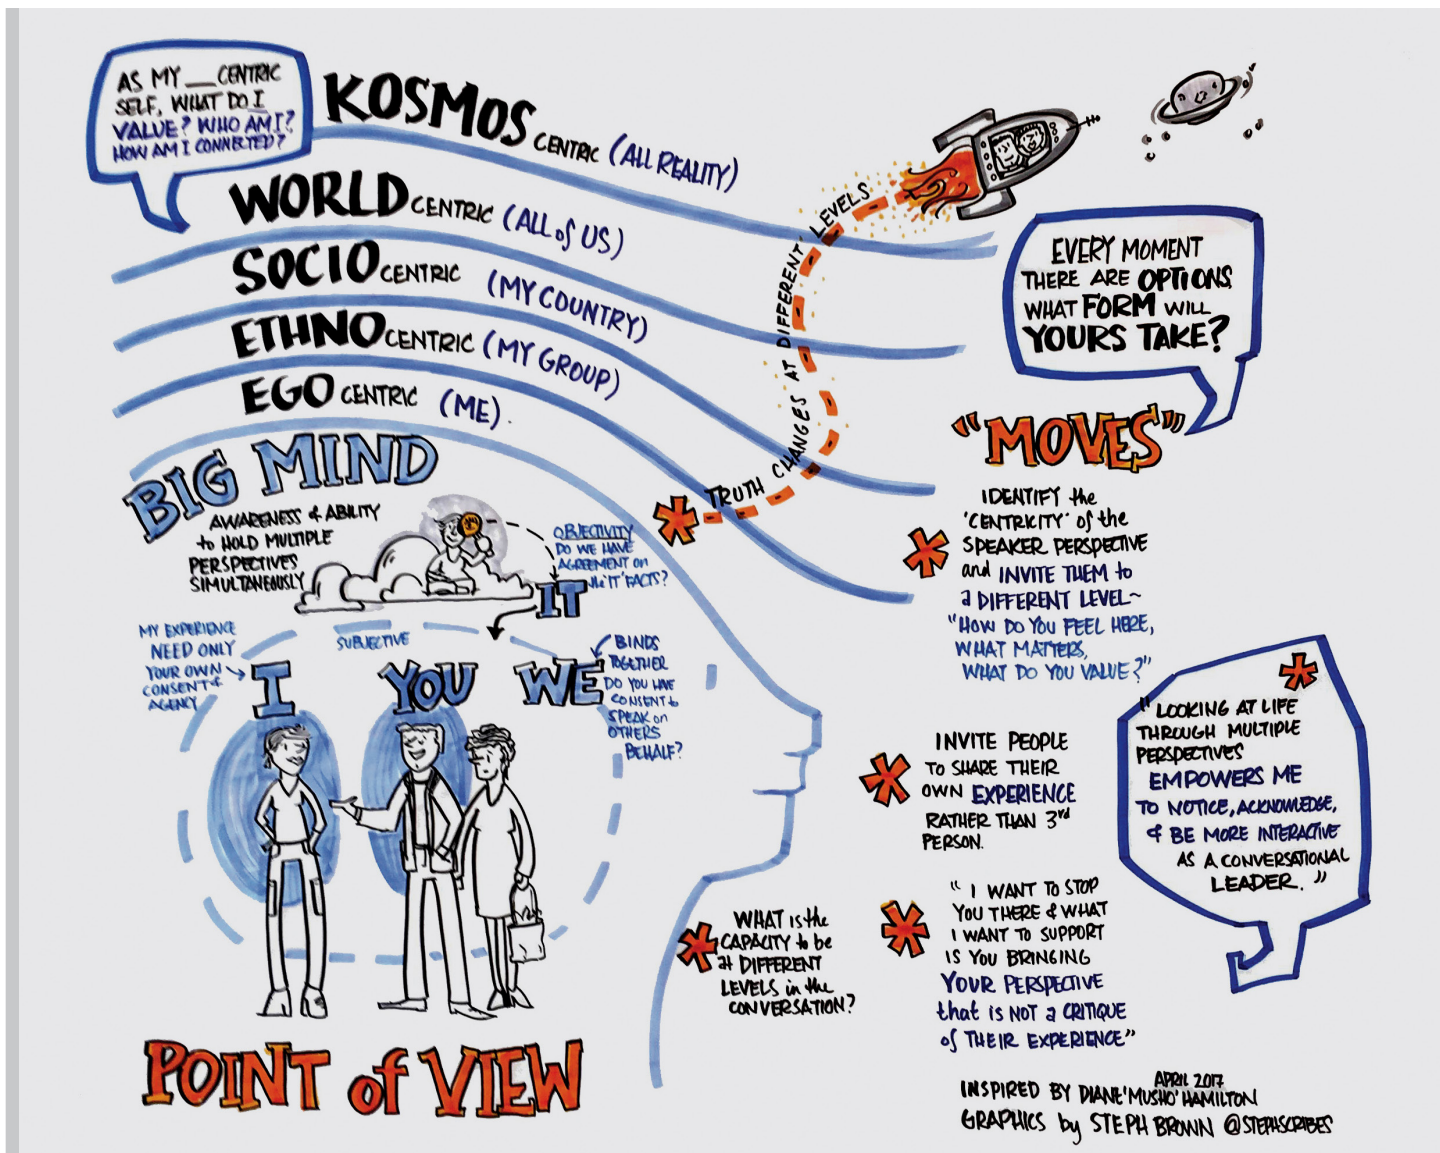 AS MY __CENTRIC
SELF, WHAT DO I
VALUE? WHO AM I?
HOW AM I CONNECTED?
KOSMOS CENTRIC (ALL REALITY)
WORLD CENTRIC (ALL of US)
SOCIO CENTRIC (MY COUNTRY)
ETHNO CENTRIC (MY GROUP)
EGO CENTRIC (ME).
BIG MIND
AWARENESS & ABILITY
to HOLD MULTIPLE
PERSPECTIVES
SIMULTANEOUSLY
OBJECTIVITY
DO WE HAVE
AGREEMENT on
the 'IT' FACTS?
IT
SUBJECTIVE
MY EXPERIENCE
NEED ONLY
YOUR OWN
CONSENT &
AGENCY
I
YOU
WE
BINDS
TOGETHER
DO YOU HAVE
CONSENT to
SPEAK on
OTHERS
BEHALF?
POINT of VIEW
TRUTH CHANGES AT DIFFERENT LEVELS
WHAT is the
CAPACITY to be
at DIFFERENT
LEVELS in the
CONVERSATION?
EVERY MOMENT
THERE ARE OPTIONS
WHAT FORM WILL
YOURS TAKE?
"MOVES"
IDENTIFY the
'CENTRICITY' of the
SPEAKER PERSPECTIVE
and INVITE THEM to
a DIFFERENT LEVEL~
"HOW DO YOU FEEL HERE,
WHAT MATTERS,
WHAT DO YOU VALUE?"
INVITE PEOPLE
TO SHARE THEIR
OWN EXPERIENCE
RATHER THAN 3rd
PERSON.
" I WANT TO STOP
YOU THERE & WHAT
I WANT TO SUPPORT
IS YOU BRINGING
YOUR PERSPECTIVE
that is NOT a CRITIQUE
of THEIR EXPERIENCE"
" LOOKING AT LIFE
THROUGH MULTIPLE
PERSPECTIVES
EMPOWERS ME
TO NOTICE, ACKNOWLEDGE,
& BE MORE INTERACTIVE
AS A CONVERSATIONAL
LEADER. "
APRIL 2017
INSPIRED BY DIANE 'MUSHO' HAMILTON
GRAPHICS by STEPH BROWN @STEPHSCRIBES